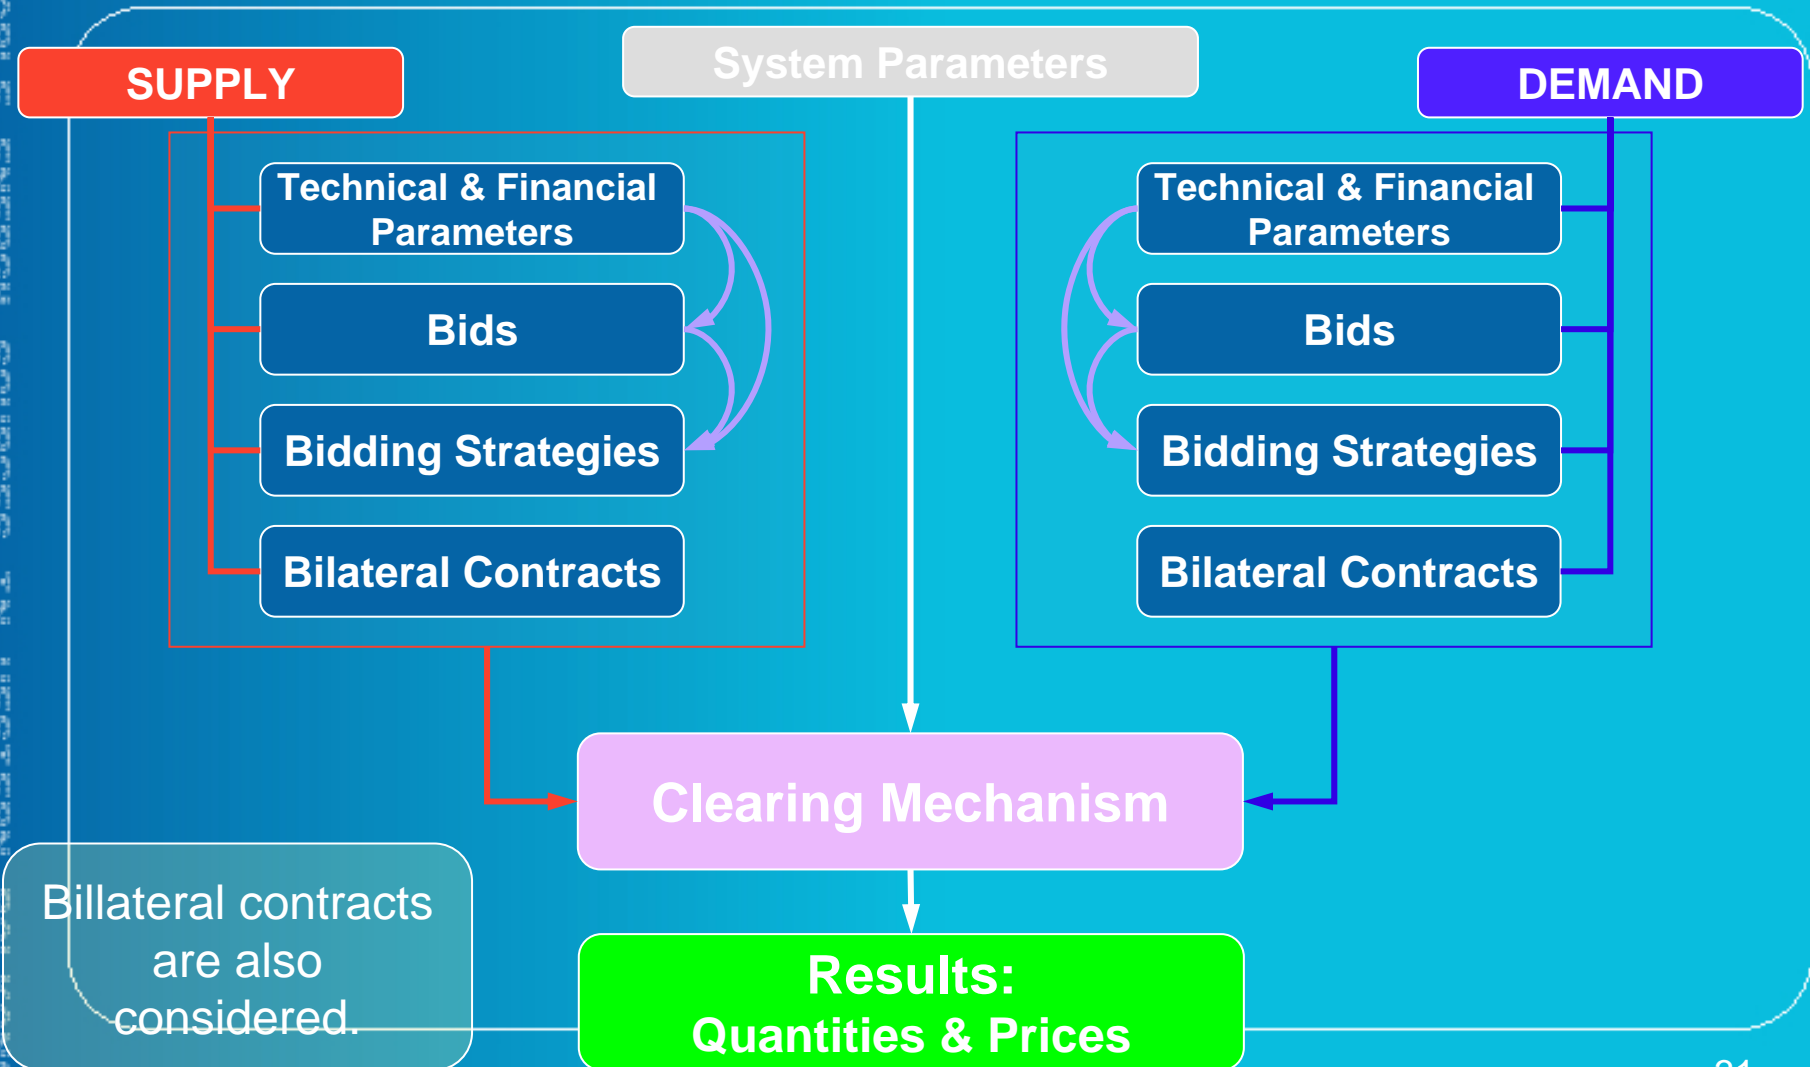 SUPPLY
System Parameters
DEMAND
Technical & Financial
Parameters
Bids
Bidding Strategies
Bilateral Contracts
Technical & Financial
Parameters
Bids
Bidding Strategies
Bilateral Contracts
Clearing Mechanism
Billateral contracts
are also
considered.
Results:
Quantities & Prices